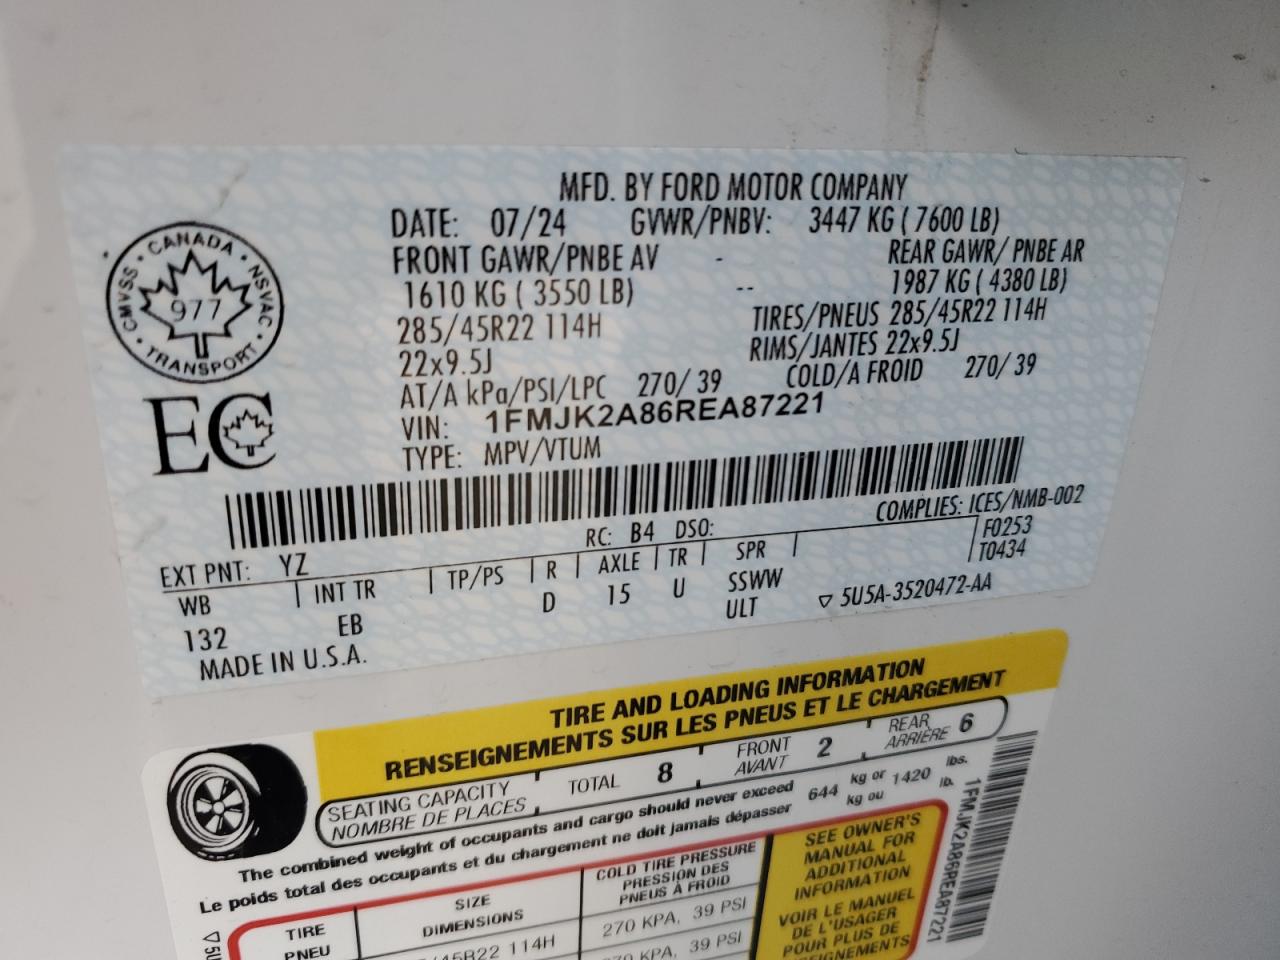 MFD. BY FORD MOTOR COMPANY
DATE: 07/24 GVWR/PNBV: 3447 KG ( 7600 LB)
FRONT GAWR/PNBE AV - REAR GAWR/ PNBE AR
1610 KG ( 3550 LB) -- 1987 KG ( 4380 LB)
285/45R22 114H TIRES/PNEUS 285/45R22 114H
22x9.5J RIMS/JANTES 22x9.5J
AT/A kPa/PSI/LPC 270/ 39 COLD/A FROID 270/ 39
VIN: 1FMJK2A86REA87221
TYPE: MPV/VTUM
CANADA
CMVSS · NSVAC
977
TRANSPORT
EC
COMPLIES: ICES/NMB-002
EXT PNT: YZ RC: B4 DSO: F0253
WB INT TR TP/PS R AXLE TR SPR T0434
132 EB D 15 U SSWW
ULT ▽ 5U5A-3520472-AA
MADE IN U.S.A.
TIRE AND LOADING INFORMATION
RENSEIGNEMENTS SUR LES PNEUS ET LE CHARGEMENT
SEATING CAPACITY TOTAL 8 FRONT 2 REAR 6
NOMBRE DE PLACES AVANT ARRIÈRE
The combined weight of occupants and cargo should never exceed 644 kg or 1420 lbs.
Le poids total des occupants et du chargement ne doit jamais dépasser kg ou lb.
TIRE SIZE COLD TIRE PRESSURE
PNEU DIMENSIONS PRESSION DES
PNEUS À FROID
45R22 114H 270 KPA, 39 PSI
KPA, 39 PSI
SEE OWNER'S
MANUAL FOR
ADDITIONAL
INFORMATION
VOIR LE MANUEL
DE L'USAGER
POUR PLUS DE
1FMJK2A86REA87221